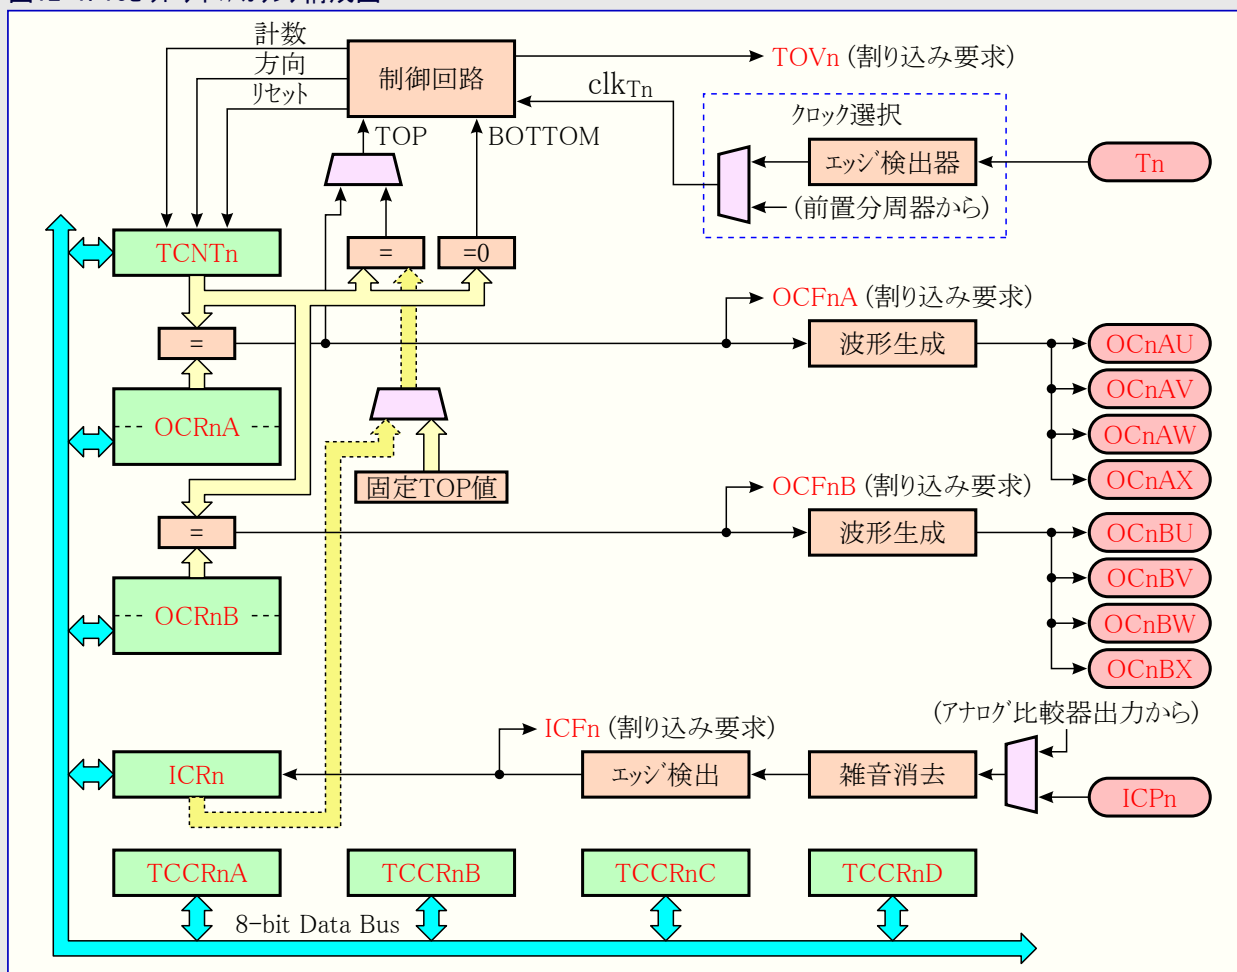 計数
方向
リセット
制御回路
TOVn (割り込み要求)
clkTn
TOP
BOTTOM
クロック選択
エッジ検出器
Tn
(前置分周器から)
TCNTn
=
=0
OCFnA (割り込み要求)
=
波形生成
OCnAU
OCnAV
OCnAW
OCnAX
OCRnA
固定TOP値
OCFnB (割り込み要求)
=
波形生成
OCnBU
OCnBV
OCnBW
OCnBX
OCRnB
(アナログ比較器出力から)
ICFn (割り込み要求)
ICRn
エッジ検出
雑音消去
ICPn
TCCRnA
TCCRnB
TCCRnC
TCCRnD
8-bit Data Bus